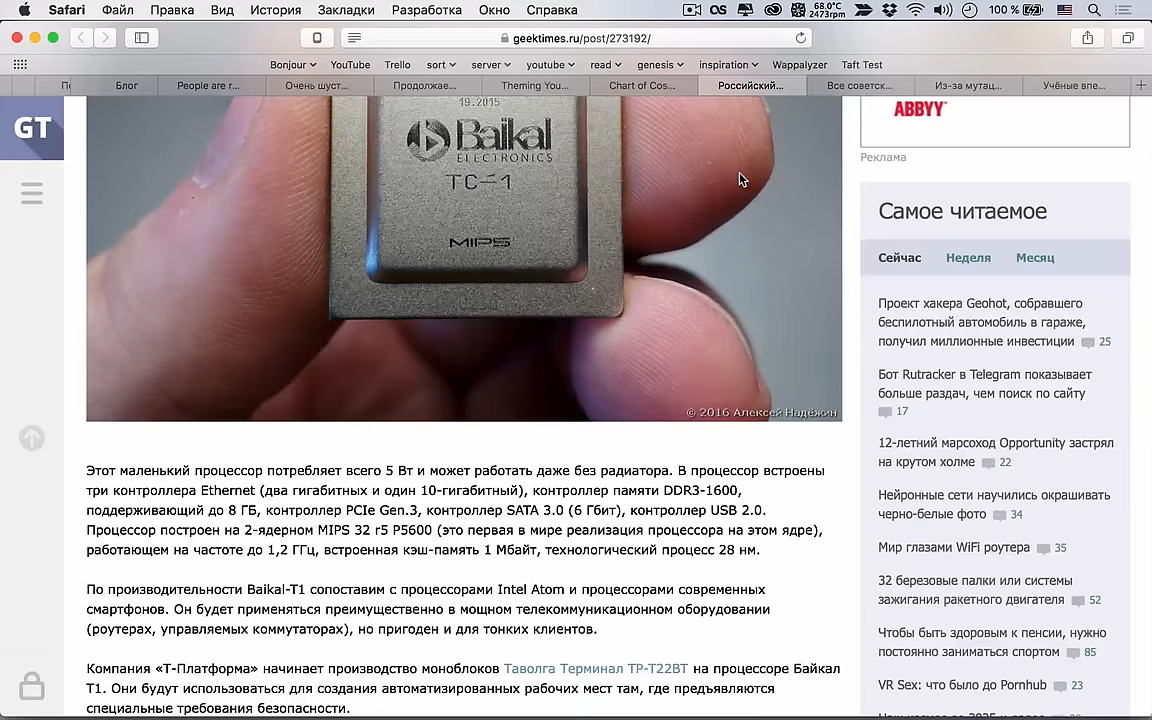 Safari Файл Правка Вид История Закладки Разработка Окно Справка
OS 68.0°C 2473rpm 100 %
geektimes.ru/post/273192/
Bonjour YouTube Trello sort server youtube read genesis inspiration Wappalyzer Taft Test
Блог People are r... Очень шуст... Продолжае... Theming You... Chart of Cos... Российский... Все советск... Из-за мутац... Учёные впе...
GT
19.2015
Baikal
ELECTRONICS
TC-1
MIPS
© 2016 Алексей Надёжин
Этот маленький процессор потребляет всего 5 Вт и может работать даже без радиатора. В процессор встроены
три контроллера Ethernet (два гигабитных и один 10-гигабитный), контроллер памяти DDR3-1600,
поддерживающий до 8 ГБ, контроллер PCIe Gen.3, контроллер SATA 3.0 (6 Гбит), контроллер USB 2.0.
Процессор построен на 2-ядерном MIPS 32 r5 P5600 (это первая в мире реализация процессора на этом ядре),
работающем на частоте до 1,2 ГГц, встроенная кэш-память 1 Мбайт, технологический процесс 28 нм.
По производительности Baikal-T1 сопоставим с процессорами Intel Atom и процессорами современных
смартфонов. Он будет применяться преимущественно в мощном телекоммуникационном оборудовании
(роутерах, управляемых коммутаторах), но пригоден и для тонких клиентов.
Компания «Т-Платформа» начинает производство моноблоков Таволга Терминал ТР-Т22ВТ на процессоре Байкал
Т1. Они будут использоваться для создания автоматизированных рабочих мест там, где предъявляются
специальные требования безопасности.
ABBYY
Реклама
Самое читаемое
Сейчас Неделя Месяц
Проект хакера Geohot, собравшего
беспилотный автомобиль в гараже,
получил миллионные инвестиции 25
Бот Rutracker в Telegram показывает
больше раздач, чем поиск по сайту
17
12-летний марсоход Opportunity застрял
на крутом холме 22
Нейронные сети научились окрашивать
черно-белые фото 34
Мир глазами WiFi роутера 35
32 березовые палки или системы
зажигания ракетного двигателя 52
Чтобы быть здоровым к пенсии, нужно
постоянно заниматься спортом 85
VR Sex: что было до Pornhub 23